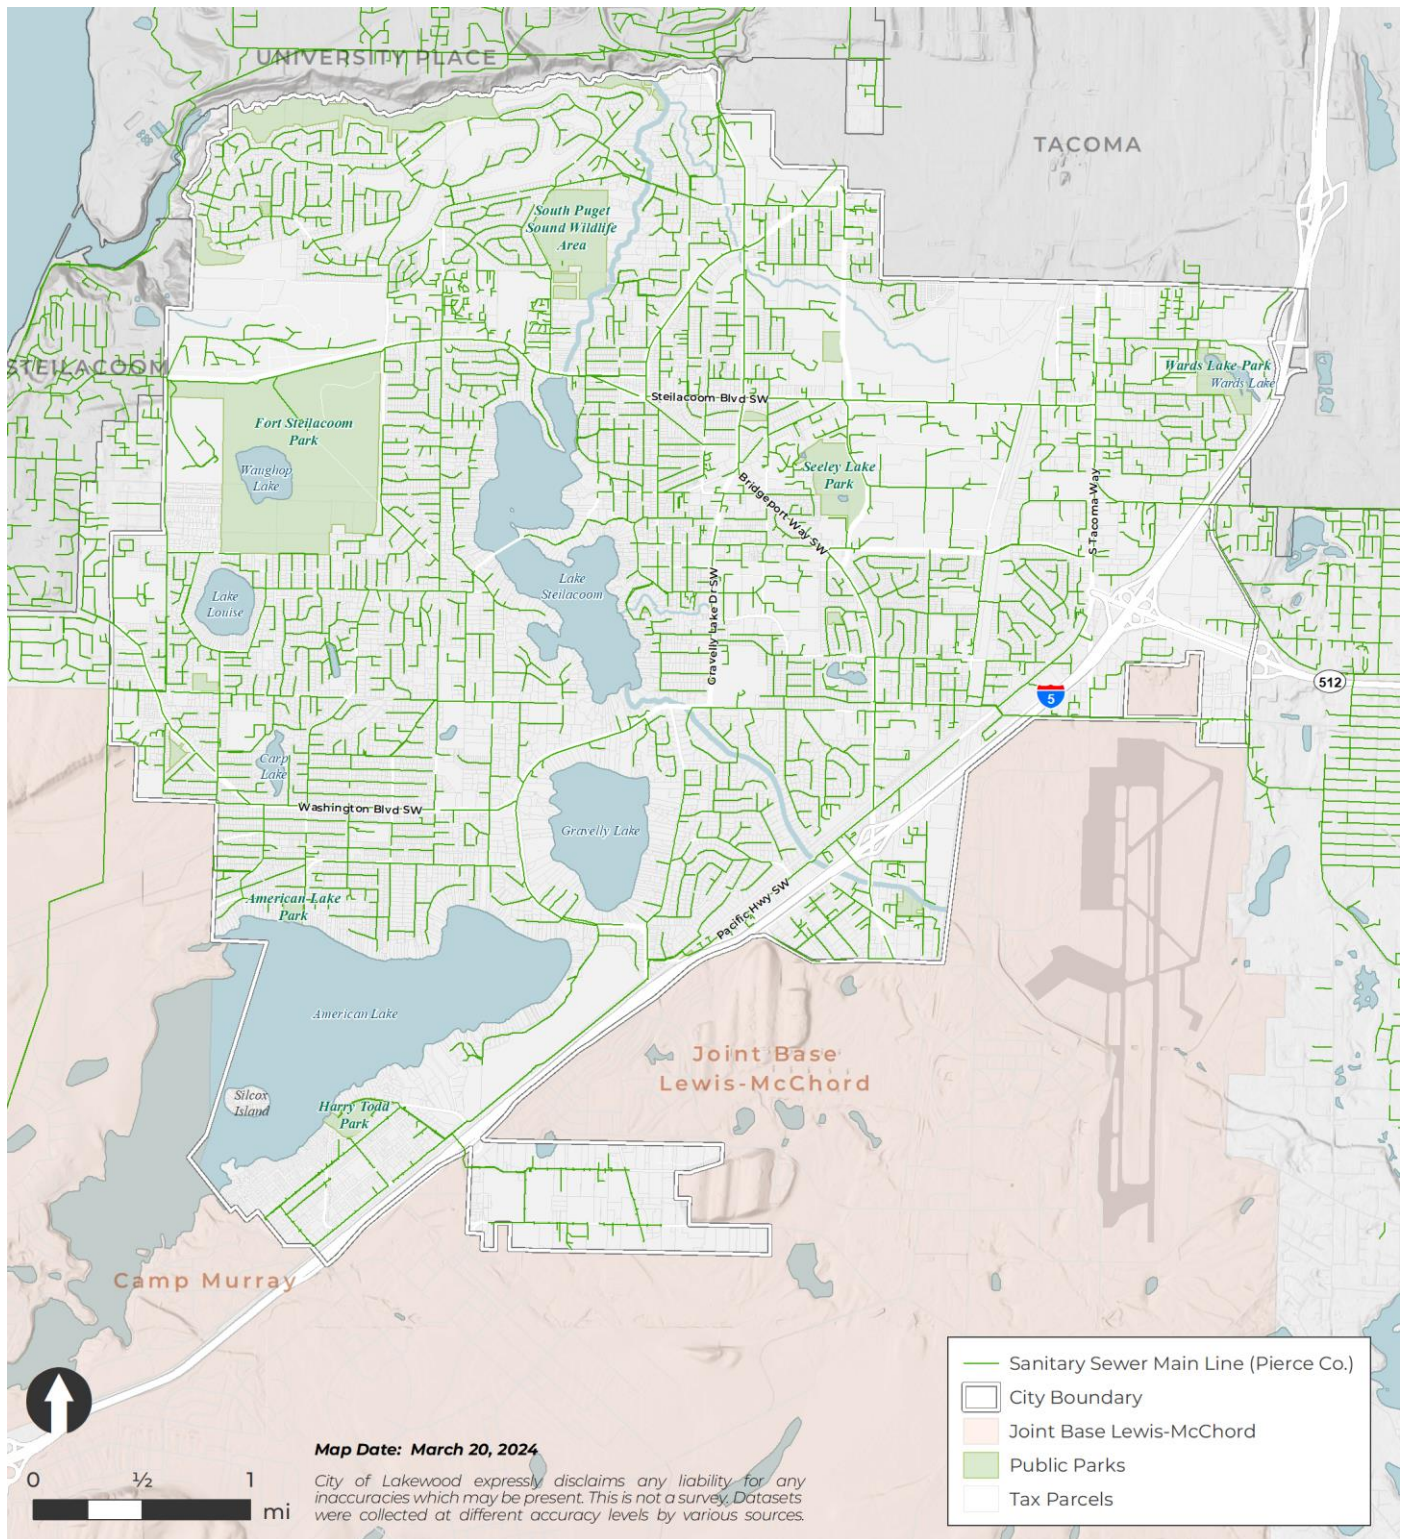 UNIVERSITY PLACE
TACOMA
South Puget
Sound Wildlife
Area
STEILACOOM
Wards Lake Park
Wards Lake
Steilacoom Blvd SW
Fort Steilacoom
Park
Waughop
Lake
Seeley Lake
Park
Bridgeport Way SW
S Tacoma Way
Lake
Steilacoom
Lake
Louise
Gravelly Lake Dr SW
512
5
Carp
Lake
Washington Blvd SW
Gravelly Lake
American Lake
Park
Pacific Hwy SW
American Lake
Joint Base
Lewis-McChord
Silcox
Island
Harry Todd
Park
Camp Murray
Sanitary Sewer Main Line (Pierce Co.)
City Boundary
Joint Base Lewis-McChord
Public Parks
Tax Parcels
Map Date: March 20, 2024
City of Lakewood expressly disclaims any liability for any
inaccuracies which may be present. This is not a survey. Datasets
were collected at different accuracy levels by various sources.
0 ½ 1
mi